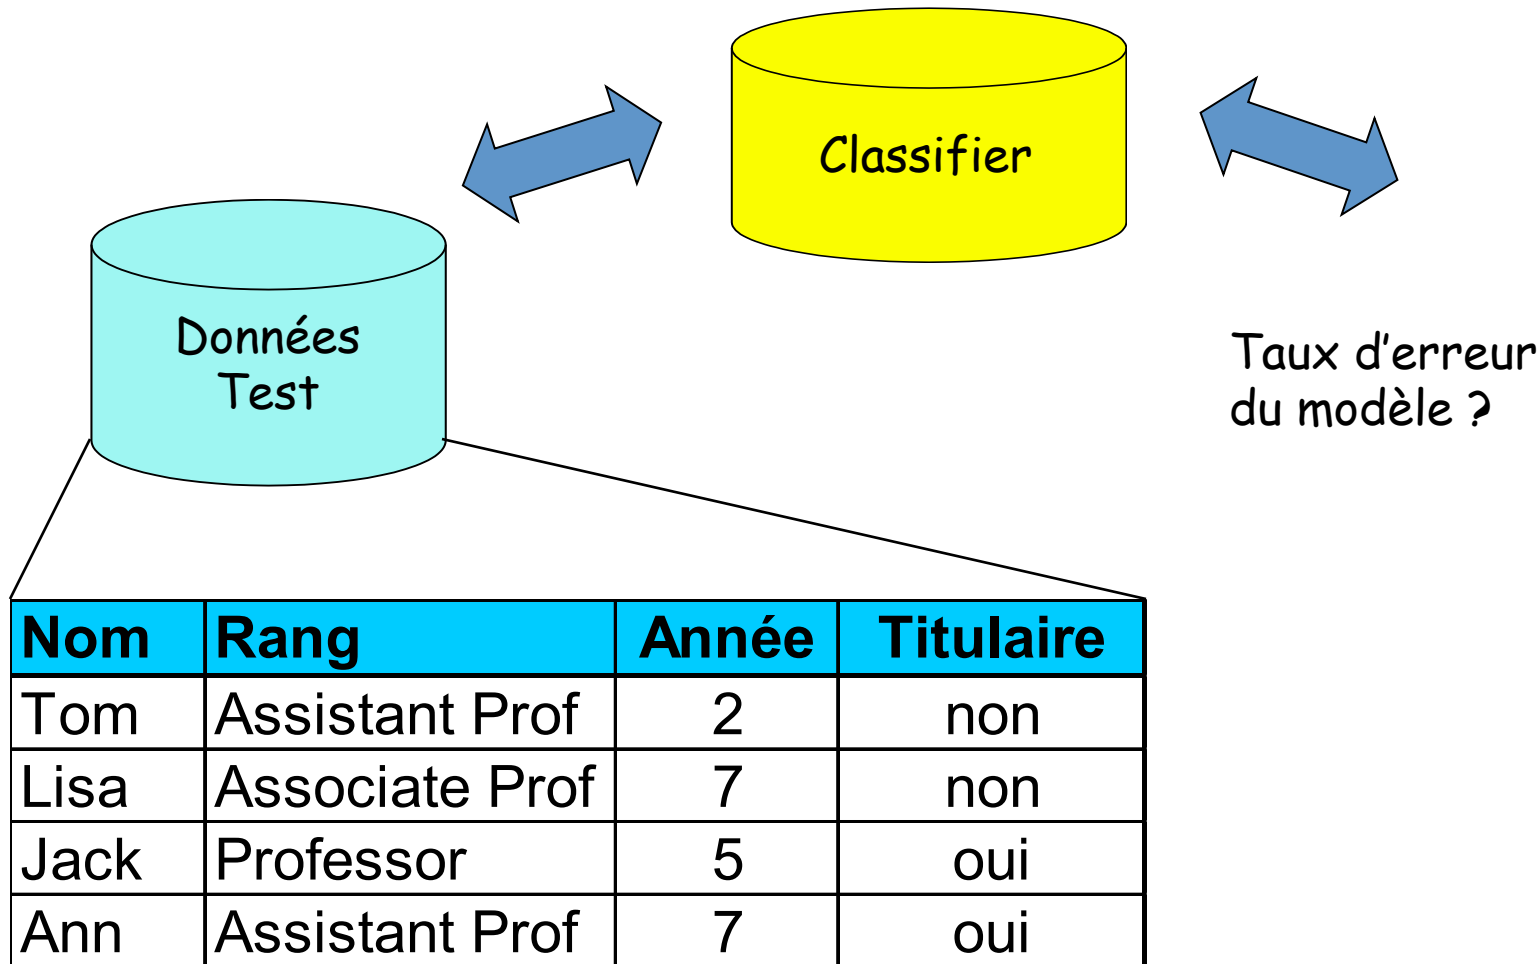 Classifier
Données
Test
Taux d'erreur
du modèle ?
Nom Rang Année Titulaire
Tom Assistant Prof 2 non
Lisa Associate Prof 7 non
Jack Professor 5 oui
Ann Assistant Prof 7 oui